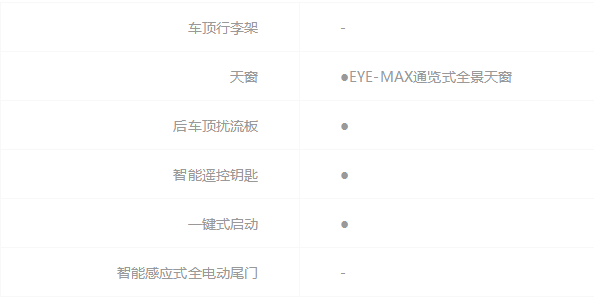 车顶行李架 -
天窗 ●EYE-MAX通览式全景天窗
后车顶扰流板 ●
智能遥控钥匙 ●
一键式启动 ●
智能感应式全电动尾门 -